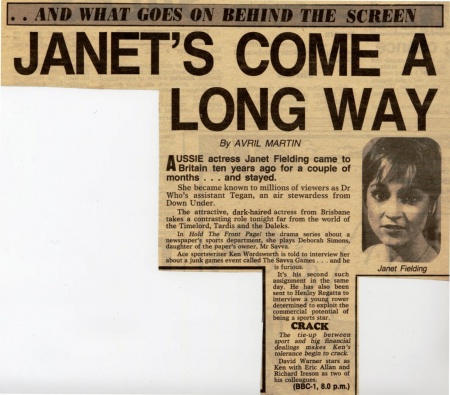 . . AND WHAT GOES ON BEHIND THE SCREEN
JANET'S COME A
LONG WAY
By AVRIL MARTIN
AUSSIE actress Janet Fielding came to
Britain ten years ago for a couple of
months . . . and stayed.
She became known to millions of viewers as Dr
Who's assistant Tegan, an air stewardess from
Down Under.
The attractive, dark-haired actress from Brisbane
takes a contrasting role tonight far from the world of
the Timelord, Tardis and the Daleks.
In Hold The Front Page! the drama series about a
newspaper's sports department, she plays Deborah Simons,
daughter of the paper's owner, Mr Savva.
Ace sportswriter Ken Wordsworth is told to interview her
about a junk games event called The Savva Games . . . and he
is furious.
It's his second such
assignment in the same
day. He has also been
sent to Henley Regatta to
interview a young rower
determined to exploit the
commercial potential of
being a sports star.
CRACK
The tie-up between
sport and big financial
dealings makes Ken's
tolerance begin to crack.
David Warner stars as
Ken with Eric Allan and
Richard Ireson as two of
his colleagues.
(BBC-1, 8.0 p.m.)
Janet Fielding